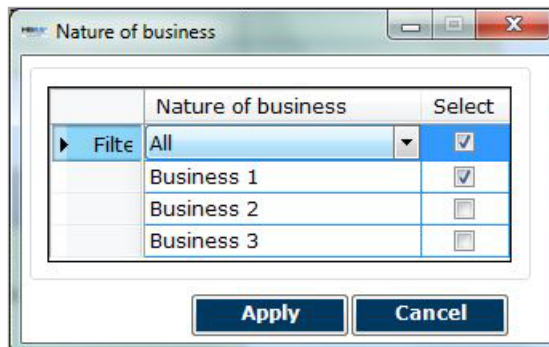 Nature of business
Nature of business Select
Filte All
Business 1
Business 2
Business 3
Apply Cancel